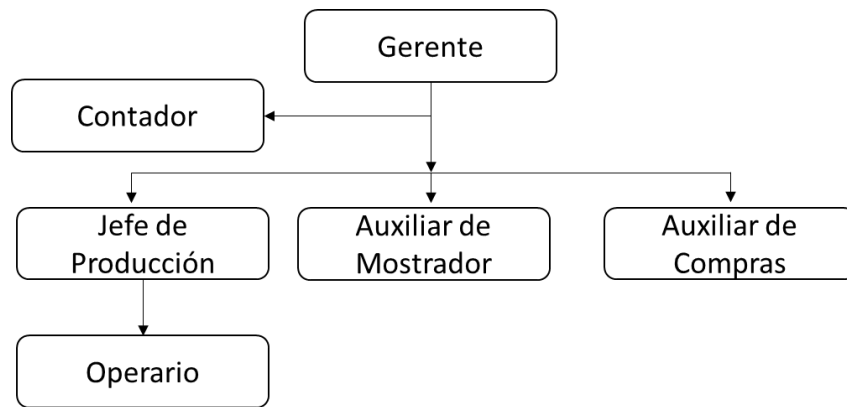 Gerente
Contador
Jefe de
Producción
Auxiliar de
Mostrador
Auxiliar de
Compras
Operario